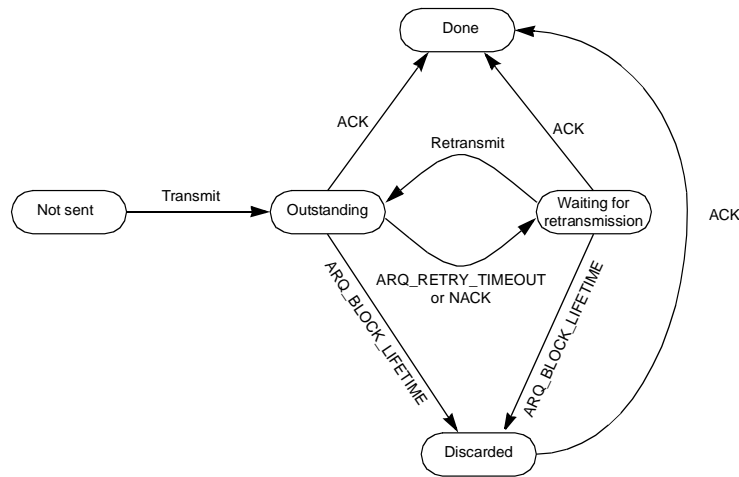 Done
ACK
ACK
Retransmit
Transmit
Not sent
Outstanding
Waiting for
retransmission
ACK
ARQ_RETRY_TIMEOUT
or NACK
ARQ_BLOCK_LIFETIME
ARQ_BLOCK_LIFETIME
Discarded